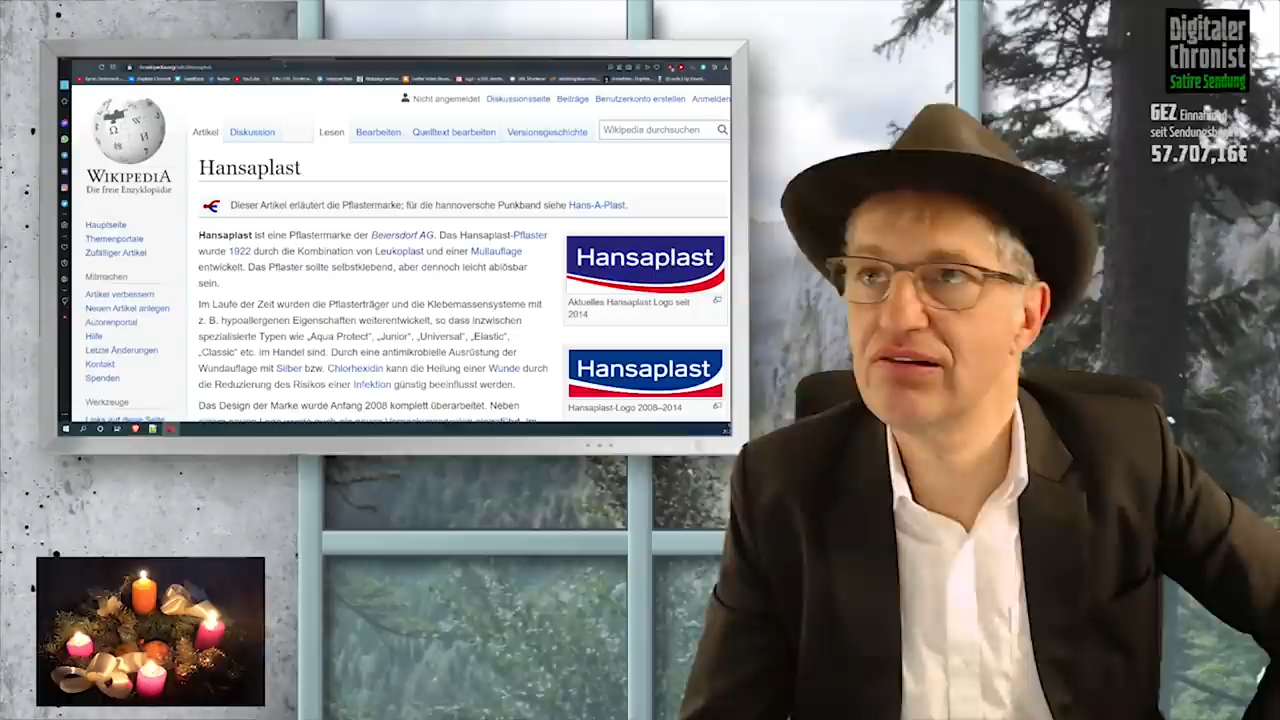 Digitaler
Chronist
Satire Sendung
GEZ Einnahmen
57.707,16€
Nicht angemeldet Diskussionsseite Beiträge Benutzerkonto erstellen Anmelden
Artikel Diskussion Lesen Bearbeiten Quelltext bearbeiten Versionsgeschichte Wikipedia durchsuchen
WIKIPEDIA
Die freie Enzyklopädie
Hauptseite
Themenportale
Zufälliger Artikel
Mitmachen
Artikel verbessern
Neuen Artikel anlegen
Autorenportal
Hilfe
Letzte Änderungen
Kontakt
Spenden
Werkzeuge
Links auf diese Seite
Hansaplast
Dieser Artikel erläutert die Pflastermarke; für die hannoversche Punkband siehe Hans-A-Plast.
Hansaplast ist eine Pflastermarke der Beiersdorf AG. Das Hansaplast-Pflaster
wurde 1922 durch die Kombination von Leukoplast und einer Mullauflage
entwickelt. Das Pflaster sollte selbstklebend, aber dennoch leicht ablösbar
sein.
Im Laufe der Zeit wurden die Pflasterträger und die Klebemassensysteme mit
z. B. hypoallergenen Eigenschaften weiterentwickelt, so dass inzwischen
spezialisierte Typen wie „Aqua Protect", „Junior", „Universal", „Elastic",
„Classic" etc. im Handel sind. Durch eine antimikrobielle Ausrüstung der
Wundauflage mit Silber bzw. Chlorhexidin kann die Heilung einer Wunde durch
die Reduzierung des Risikos einer Infektion günstig beeinflusst werden.
Das Design der Marke wurde Anfang 2008 komplett überarbeitet. Neben
Hansaplast
Aktuelles Hansaplast Logo seit
2014
Hansaplast
Hansaplast-Logo 2008–2014